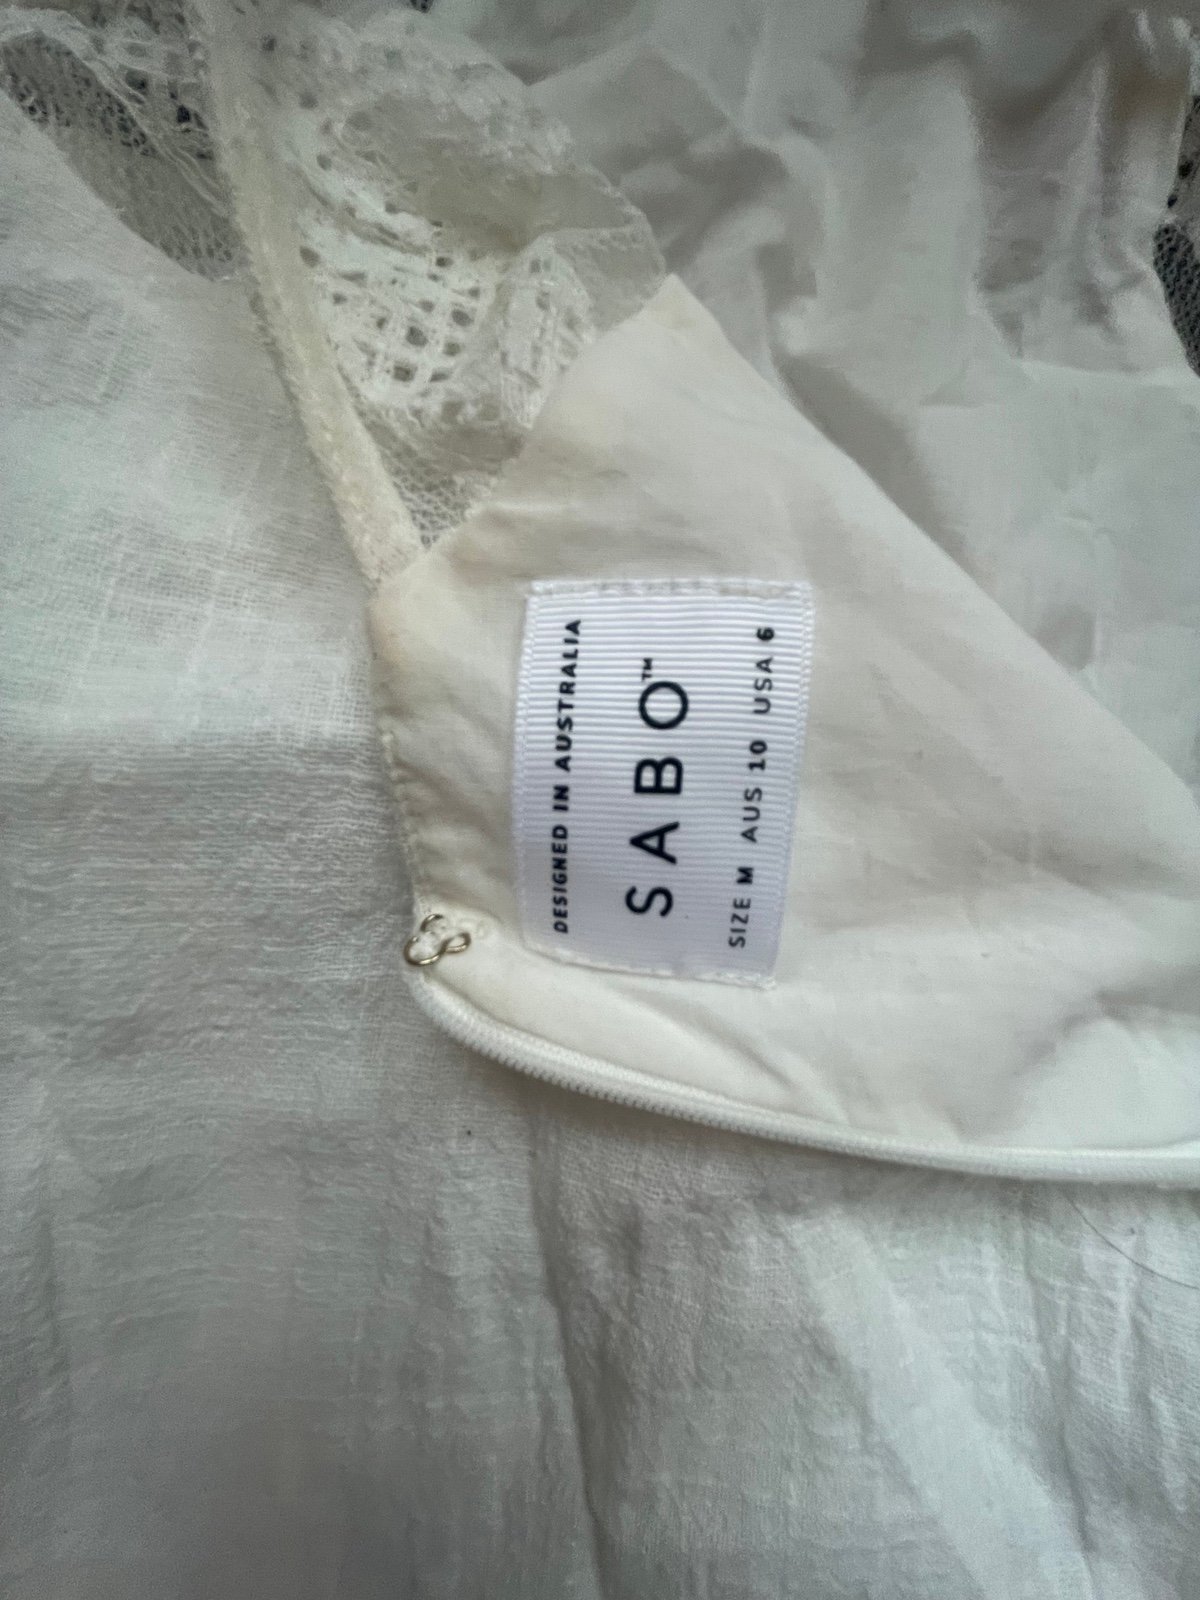 DESIGNED IN AUSTRALIA
SABO™
SIZE M AUS 10 USA 6